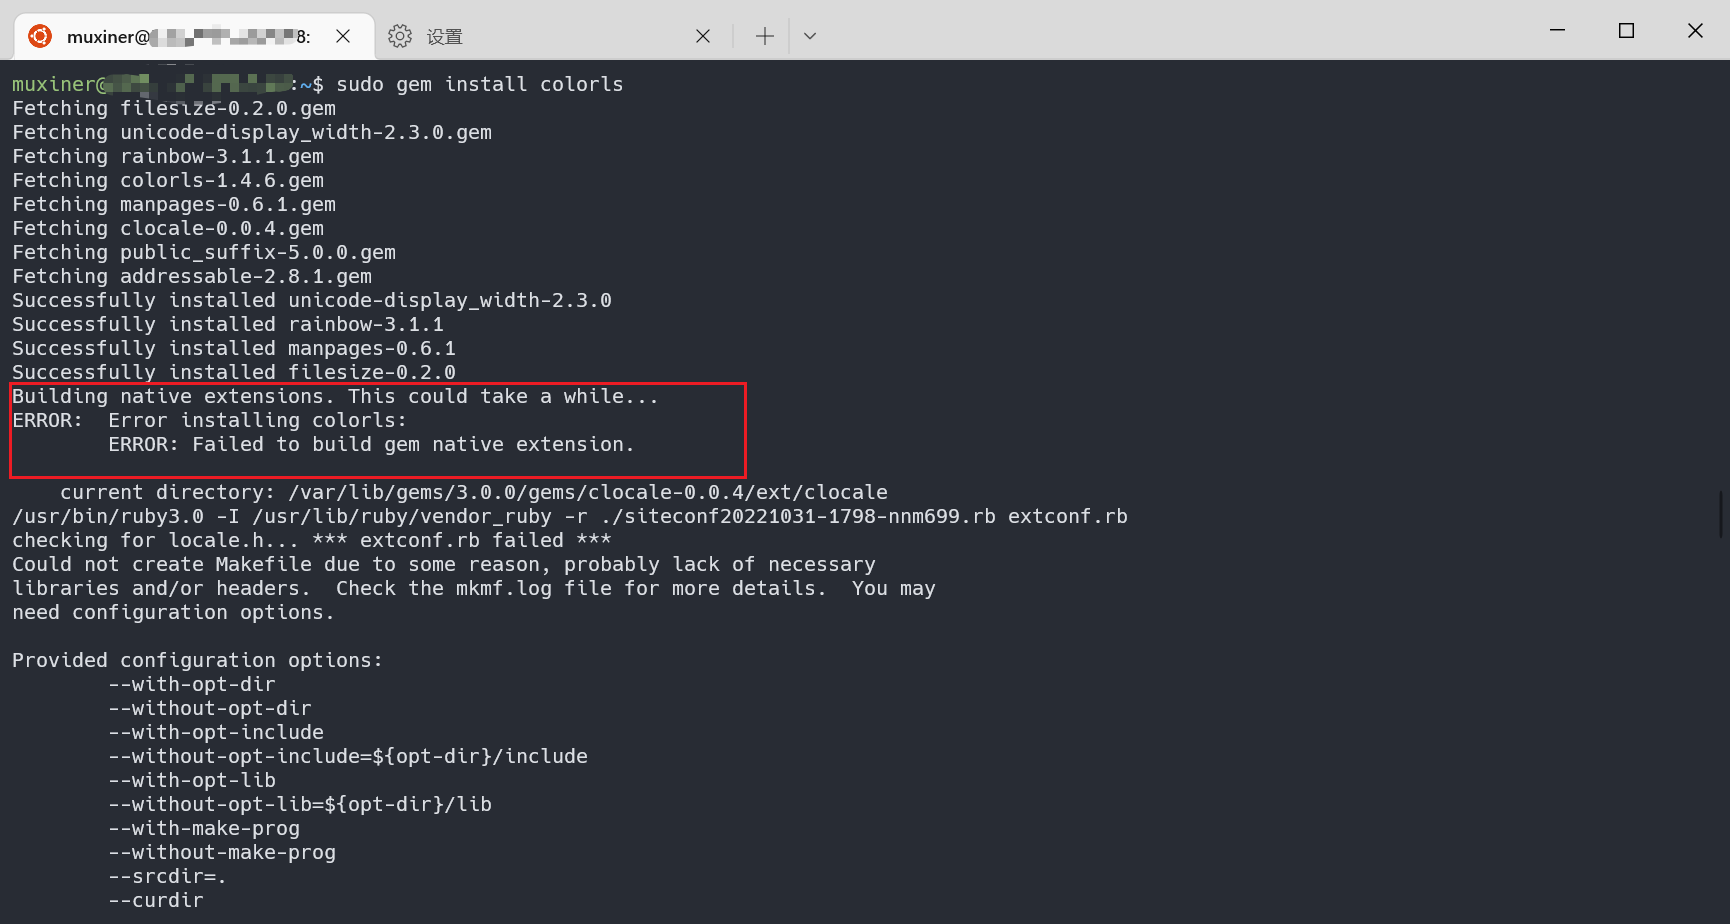 muxiner@ 8:
设置
muxiner@ :~$ sudo gem install colorls
Fetching filesize-0.2.0.gem
Fetching unicode-display_width-2.3.0.gem
Fetching rainbow-3.1.1.gem
Fetching colorls-1.4.6.gem
Fetching manpages-0.6.1.gem
Fetching clocale-0.0.4.gem
Fetching public_suffix-5.0.0.gem
Fetching addressable-2.8.1.gem
Successfully installed unicode-display_width-2.3.0
Successfully installed rainbow-3.1.1
Successfully installed manpages-0.6.1
Successfully installed filesize-0.2.0
Building native extensions. This could take a while...
ERROR:  Error installing colorls:
        ERROR: Failed to build gem native extension.
    current directory: /var/lib/gems/3.0.0/gems/clocale-0.0.4/ext/clocale
/usr/bin/ruby3.0 -I /usr/lib/ruby/vendor_ruby -r ./siteconf20221031-1798-nnm699.rb extconf.rb
checking for locale.h... *** extconf.rb failed ***
Could not create Makefile due to some reason, probably lack of necessary
libraries and/or headers.  Check the mkmf.log file for more details.  You may
need configuration options.
Provided configuration options:
        --with-opt-dir
        --without-opt-dir
        --with-opt-include
        --without-opt-include=${opt-dir}/include
        --with-opt-lib
        --without-opt-lib=${opt-dir}/lib
        --with-make-prog
        --without-make-prog
        --srcdir=.
        --curdir